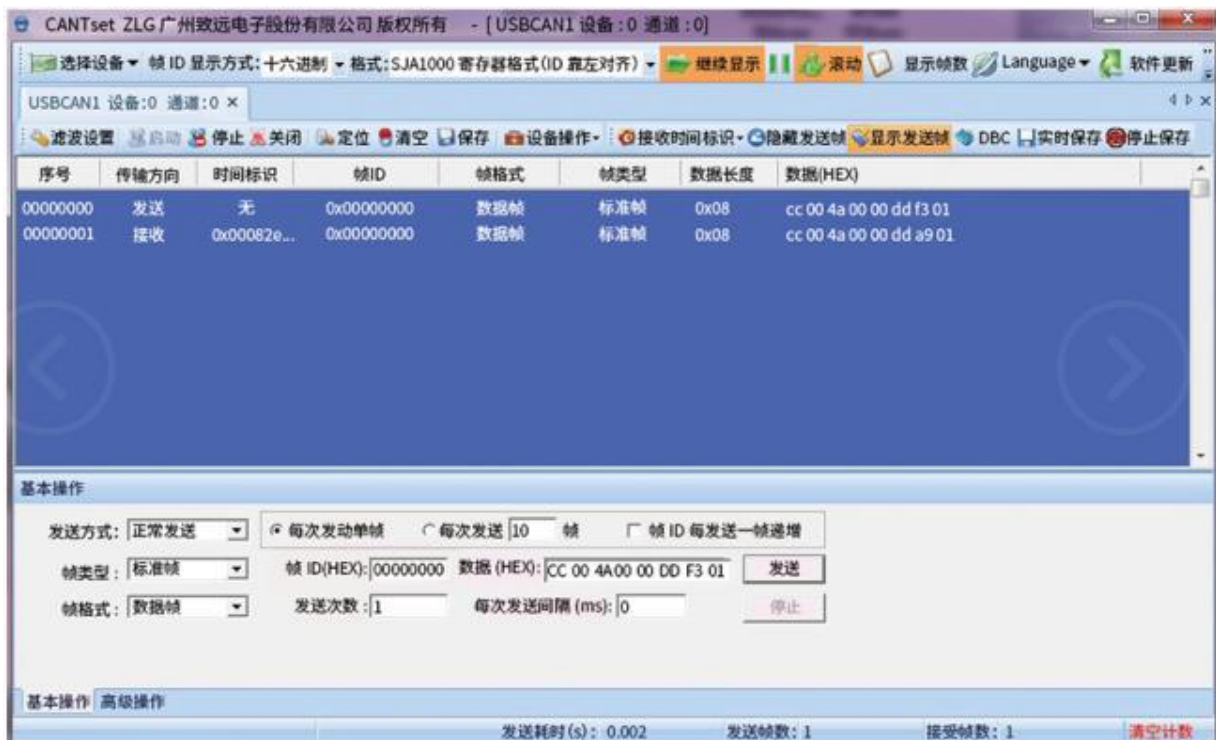 CANTset ZLG 广州致远电子股份有限公司 版权所有 - [USBCAN1 设备:0 通道:0]
选择设备 帧 ID 显示方式:十六进制 格式:SJA1000 寄存器格式(ID 靠左对齐) 继续显示 滚动 显示帧数 Language 软件更新
USBCAN1 设备:0 通道:0 ×
滤波设置 启动 停止 关闭 定位 清空 保存 设备操作 接收时间标识 隐藏发送帧 显示发送帧 DBC 实时保存 停止保存
序号 传输方向 时间标识 帧ID 帧格式 帧类型 数据长度 数据(HEX)
00000000 发送 无 0x00000000 数据帧 标准帧 0x08 cc 00 4a 00 00 dd f3 01
00000001 接收 0x00082e... 0x00000000 数据帧 标准帧 0x08 cc 00 4a 00 00 dd a9 01
基本操作
发送方式: 正常发送 每次发动单帧 每次发送 10 帧 帧 ID 每发送一帧递增
帧类型: 标准帧 帧 ID(HEX): 00000000 数据 (HEX): CC 00 4A00 00 DD F3 01 发送
帧格式: 数据帧 发送次数:1 每次发送间隔 (ms): 0 停止
基本操作 高级操作
发送耗时(s): 0.002 发送帧数: 1 接受帧数: 1 清空计数